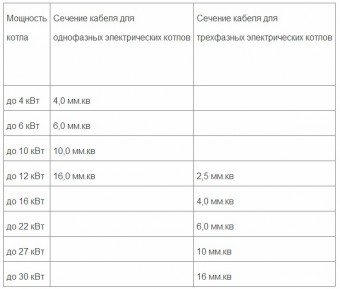 Мощность котла Сечение кабеля для однофазных электрических котлов Сечение кабеля для трехфазных электрических котлов
до 4 кВт 4,0 мм.кв
до 6 кВт 6,0 мм.кв
до 10 кВт 10,0 мм.кв
до 12 кВт 16,0 мм.кв 2,5 мм.кв
до 16 кВт 4,0 мм.кв
до 22 кВт 6,0 мм.кв
до 27 кВт 10 мм.кв
до 30 кВт 16 мм.кв